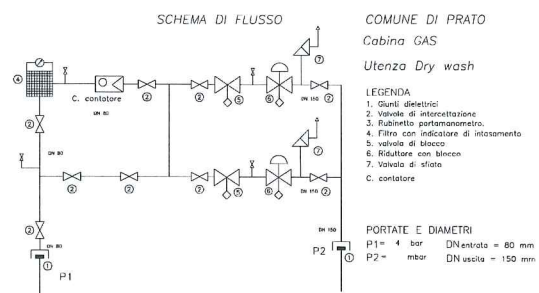 SCHEMA DI FLUSSO
COMUNE DI PRATO
Cabina GAS
Utenza Dry wash
LEGENDA
1. Giunti dielettrici
2. Valvola di intercettazione
3. Rubinetto portamanometro.
4. Filtro con indicatore di intasamento
5. valvola di blocco
6. Riduttore con blocco
7. Valvola di sfiato
C. contatore
PORTATE E DIAMETRI
P1= 4 bar DN entrata = 80 mm
P2= mbar DN uscita = 150 mm
4
C. contatore
DN 80
2
2
2
5
6
DN 150
2
7
2
DN 80
2
2
2
5
6
DN 150
2
7
2
DN 80
1
P1
DN 150
P2
1